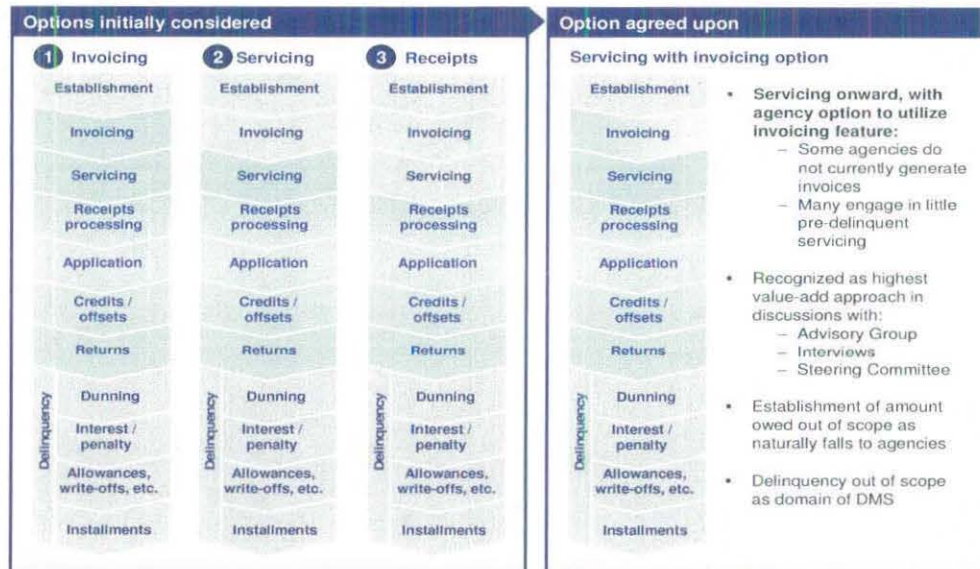 Options initially considered
1 Invoicing
Establishment
Invoicing
Servicing
Receipts
processing
Application
Credits /
offsets
Returns
Delinquency
Dunning
Interest /
penalty
Allowances,
write-offs, etc.
Installments
2 Servicing
Establishment
Invoicing
Servicing
Receipts
processing
Application
Credits /
offsets
Returns
Delinquency
Dunning
Interest /
penalty
Allowances,
write-offs, etc.
Installments
3 Receipts
Establishment
Invoicing
Servicing
Receipts
processing
Application
Credits /
offsets
Returns
Delinquency
Dunning
Interest /
penalty
Allowances,
write-offs, etc.
Installments
Option agreed upon
Servicing with invoicing option
Establishment
Invoicing
Servicing
Receipts
processing
Application
Credits /
offsets
Returns
Delinquency
Dunning
Interest /
penalty
Allowances,
write-offs, etc.
Installments
• Servicing onward, with
agency option to utilize
invoicing feature:
– Some agencies do
not currently generate
invoices
– Many engage in little
pre-delinquent
servicing
• Recognized as highest
value-add approach in
discussions with:
– Advisory Group
– Interviews
– Steering Committee
• Establishment of amount
owed out of scope as
naturally falls to agencies
• Delinquency out of scope
as domain of DMS